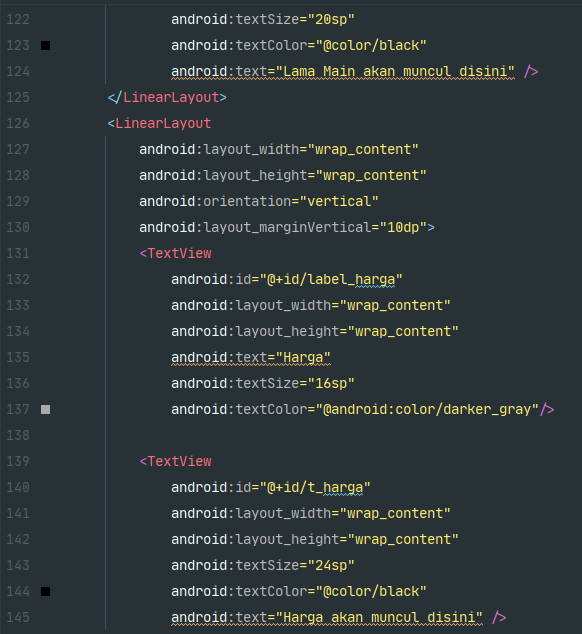 122 android:textSize="20sp"
123 android:textColor="@color/black"
124 android:text="Lama Main akan muncul disini" />
125 </LinearLayout>
126 <LinearLayout
127 android:layout_width="wrap_content"
128 android:layout_height="wrap_content"
129 android:orientation="vertical"
130 android:layout_marginVertical="10dp">
131 <TextView
132 android:id="@+id/label_harga"
133 android:layout_width="wrap_content"
134 android:layout_height="wrap_content"
135 android:text="Harga"
136 android:textSize="16sp"
137 android:textColor="@android:color/darker_gray"/>
138
139 <TextView
140 android:id="@+id/t_harga"
141 android:layout_width="wrap_content"
142 android:layout_height="wrap_content"
143 android:textSize="24sp"
144 android:textColor="@color/black"
145 android:text="Harga akan muncul disini" />